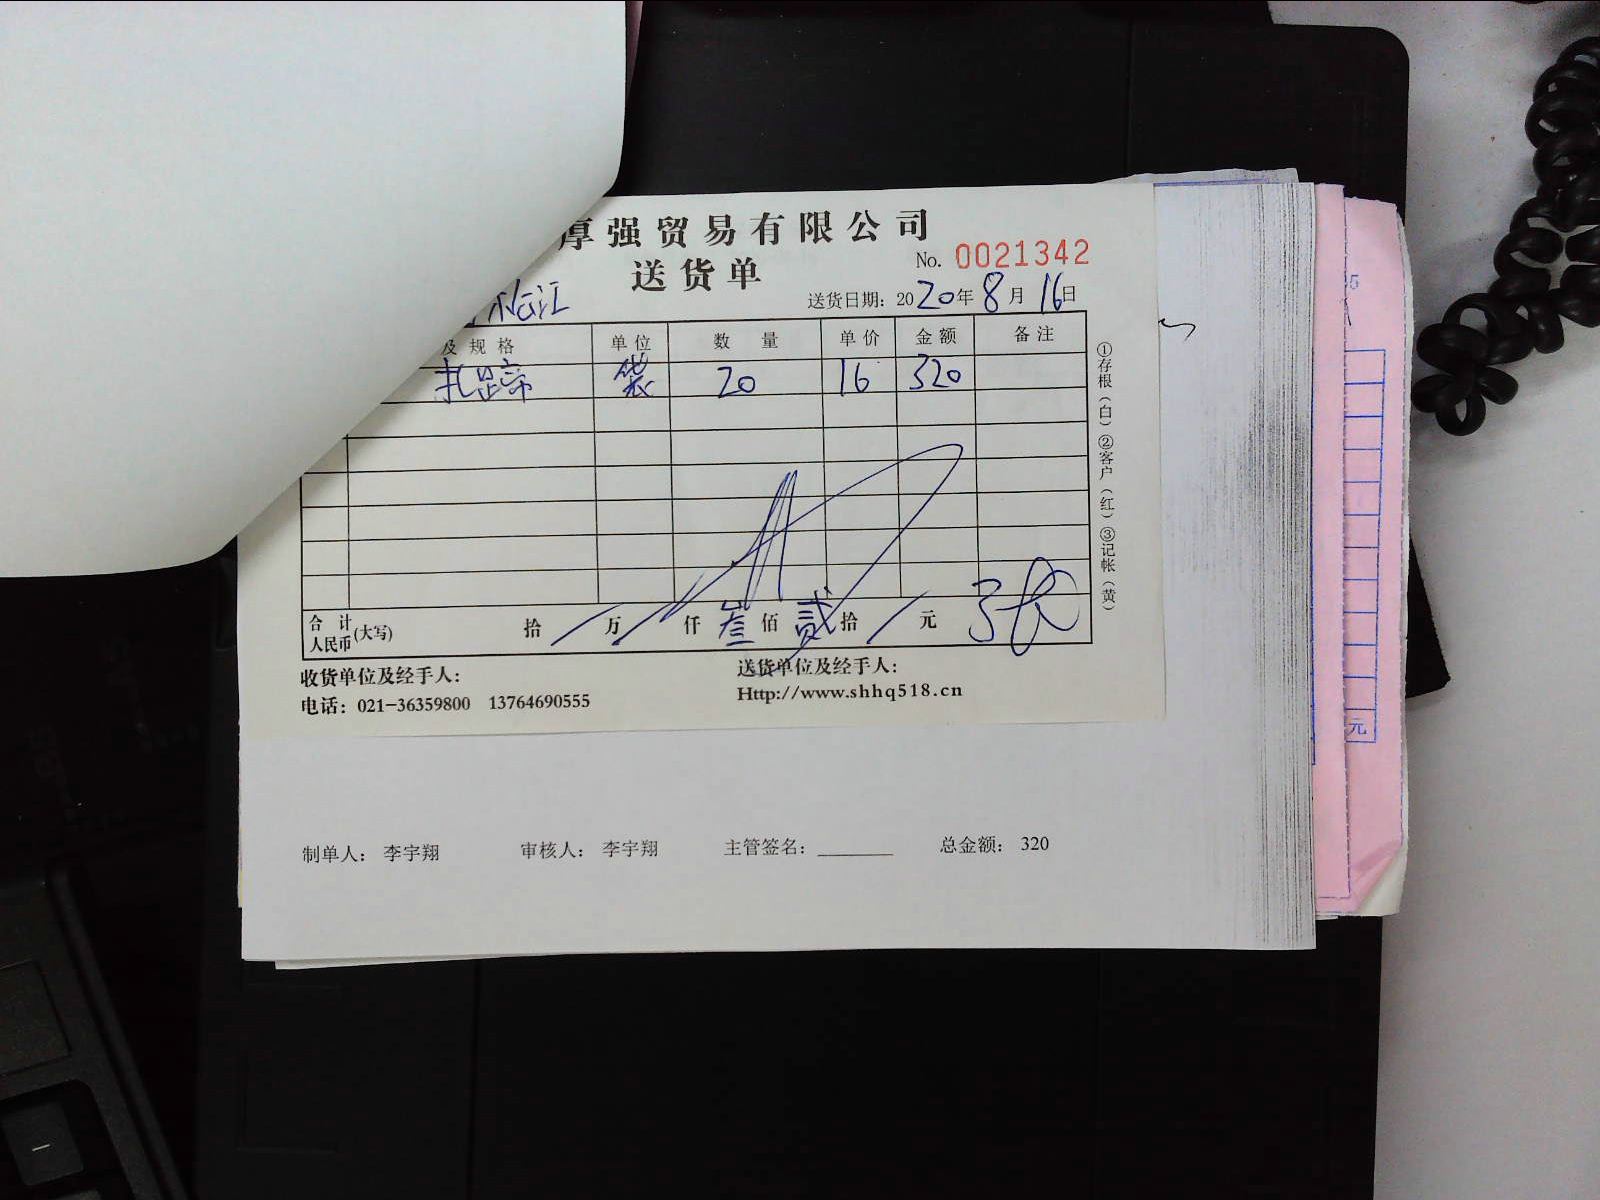 厚强贸易有限公司
送货单
No. 0021342
松江
送货日期: 2020年8月16日
及规格 单位 数量 单价 金额 备注
袋 20 16 320
①存根(白)②客户(红)③记帐(黄)
合计人民币(大写) 拾 / 万 / 仟 叁 佰 贰 拾 / 元
收货单位及经手人:
送货单位及经手人:
电话: 021-36359800 13764690555
Http://www.shhq518.cn
制单人: 李宇翔 审核人: 李宇翔 主管签名:________ 总金额: 320
元